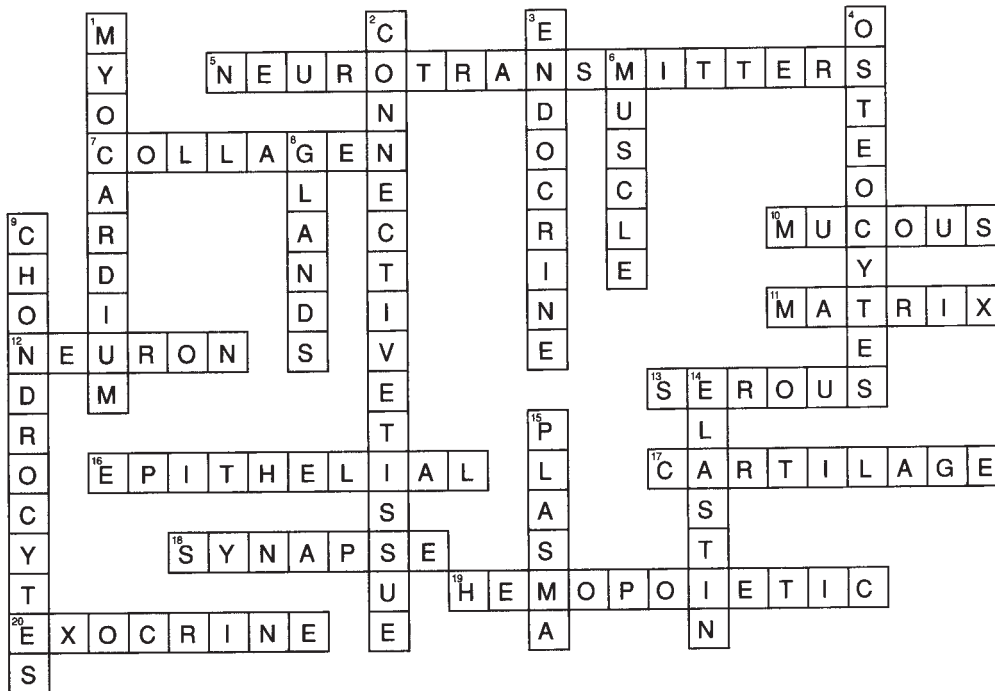 1 MYOCARDIUM
2 CONNECTIVETISSUE
3 ENDOCRINE
4 OSTEOCYTES
5 NEUROTRANSMITTERS
6 MUSCLE
7 COLLAGEN
8 GLANDS
9 CHONDROCYTES
10 MUCOUS
11 MATRIX
12 NEURON
13 SEROUS
14 ELASTIN
15 PLASMA
16 EPITHELIAL
17 CARTILAGE
18 SYNAPSE
19 HEMOPOIETIC
20 EXOCRINE